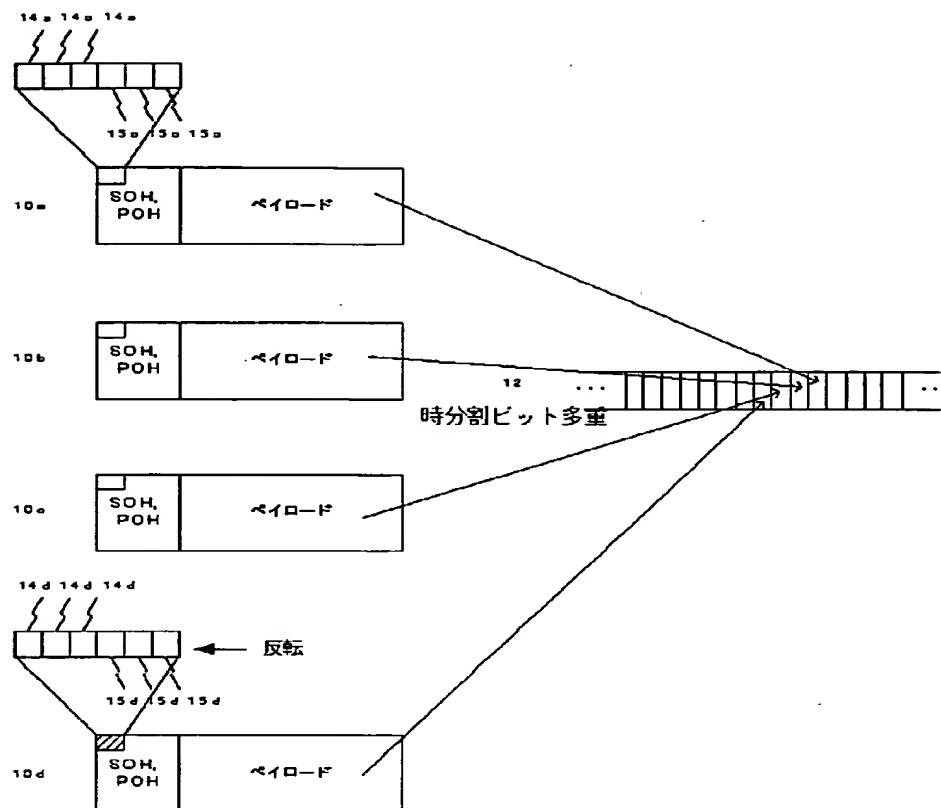 14a 14a 14a
15a 15a 15a
10a
SOH,
POH
ペイロード
10b
SOH,
POH
ペイロード
12
...
...
時分割ビット多重
10c
SOH,
POH
ペイロード
14d 14d 14d
反転
15d 15d 15d
10d
SOH,
POH
ペイロード